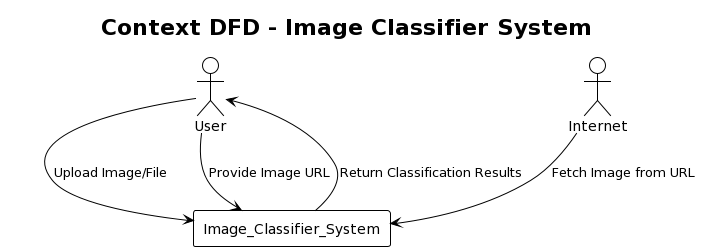 Context DFD - Image Classifier System
User
Internet
Upload Image/File
Provide Image URL
Return Classification Results
Fetch Image from URL
Image_Classifier_System